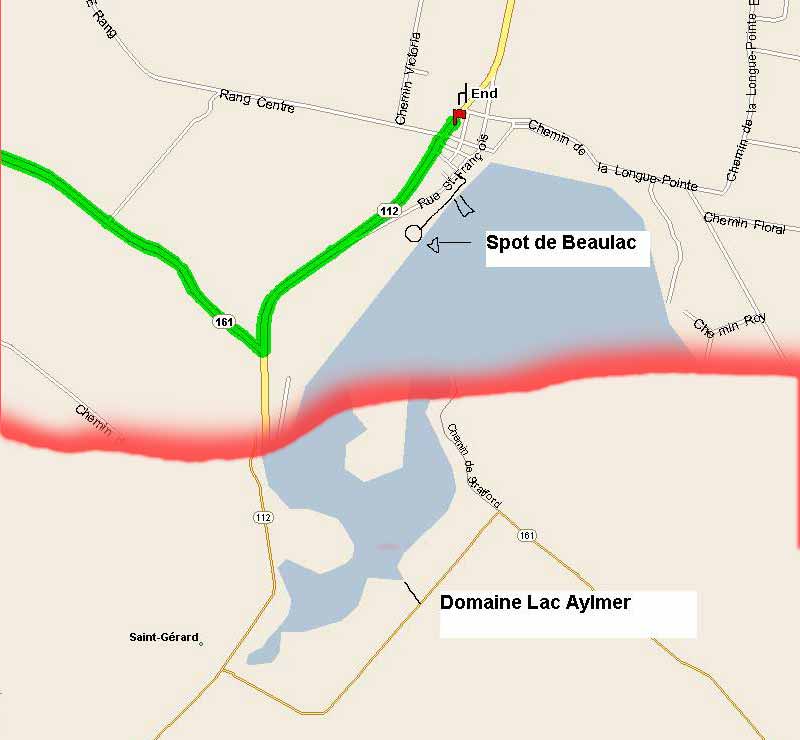 Rang
Chemin Victoria
Chemin de la Longue-Pointe E
End
Rang Centre
Chemin de
la Longue-Pointe
Rue St-François
112
Chemin Floral
Spot de Beaulac
161
Chemin Roy
Chemin
Chemin de Stratford
112
161
Domaine Lac Aylmer
Saint-Gérard